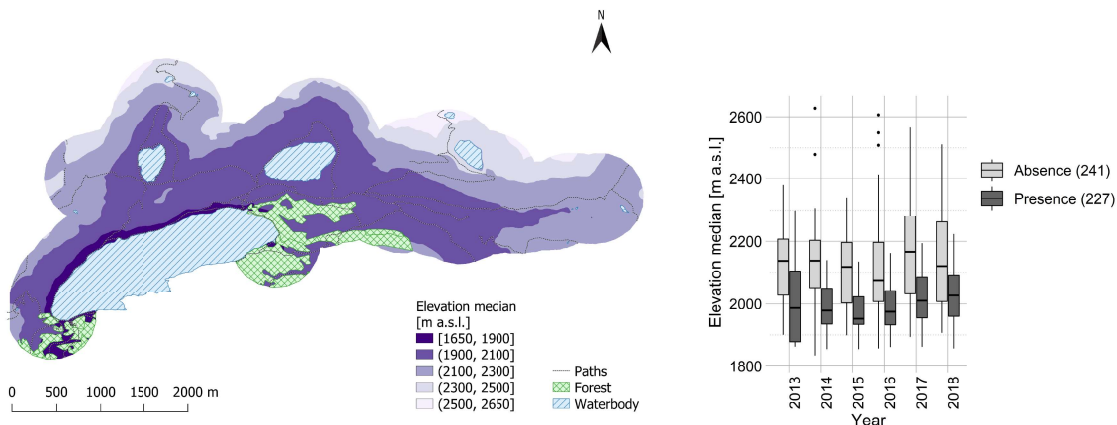 N
Elevation mecian
[m a.s.l.]
[1650, 1900]
(1900, 2100]
(2100, 2300]
(2300, 2500]
(2500, 2650]
Paths
Forest
Waterbody
0 500 1000 1500 2000 m
Elevation median [m a.s.l.]
2600
2400
2200
2000
1800
2013
2014
2015
2016
2017
2018
Year
Absence (241)
Presence (227)